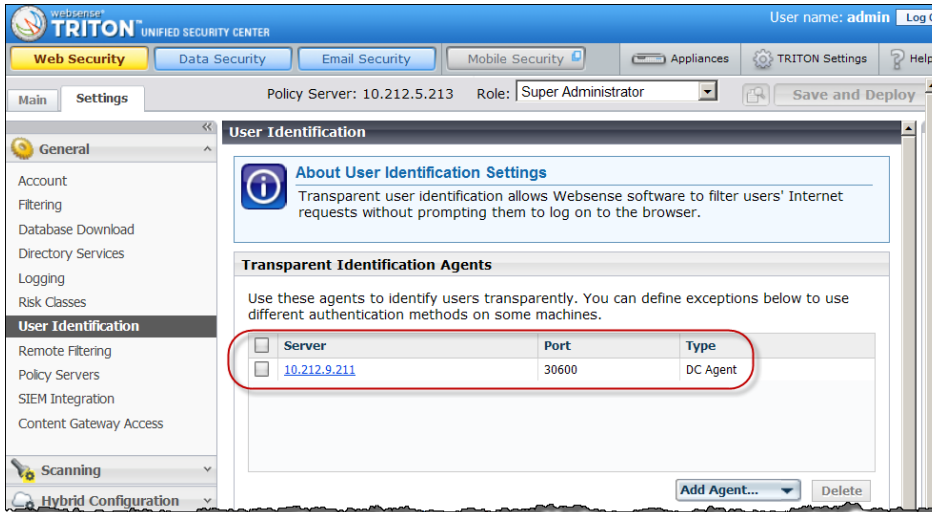 websense®
TRITON™ UNIFIED SECURITY CENTER
User name: admin
Log
Web Security
Data Security
Email Security
Mobile Security
Appliances
TRITON Settings
Help
Main
Settings
Policy Server: 10.212.5.213
Role:
Super Administrator
Save and Deploy
General
Account
Filtering
Database Download
Directory Services
Logging
Risk Classes
User Identification
Remote Filtering
Policy Servers
SIEM Integration
Content Gateway Access
Scanning
Hybrid Configuration
User Identification
About User Identification Settings
Transparent user identification allows Websense software to filter users' Internet
requests without prompting them to log on to the browser.
Transparent Identification Agents
Use these agents to identify users transparently. You can define exceptions below to use
different authentication methods on some machines.
Server Port Type
10.212.9.211 30600 DC Agent
Add Agent...
Delete